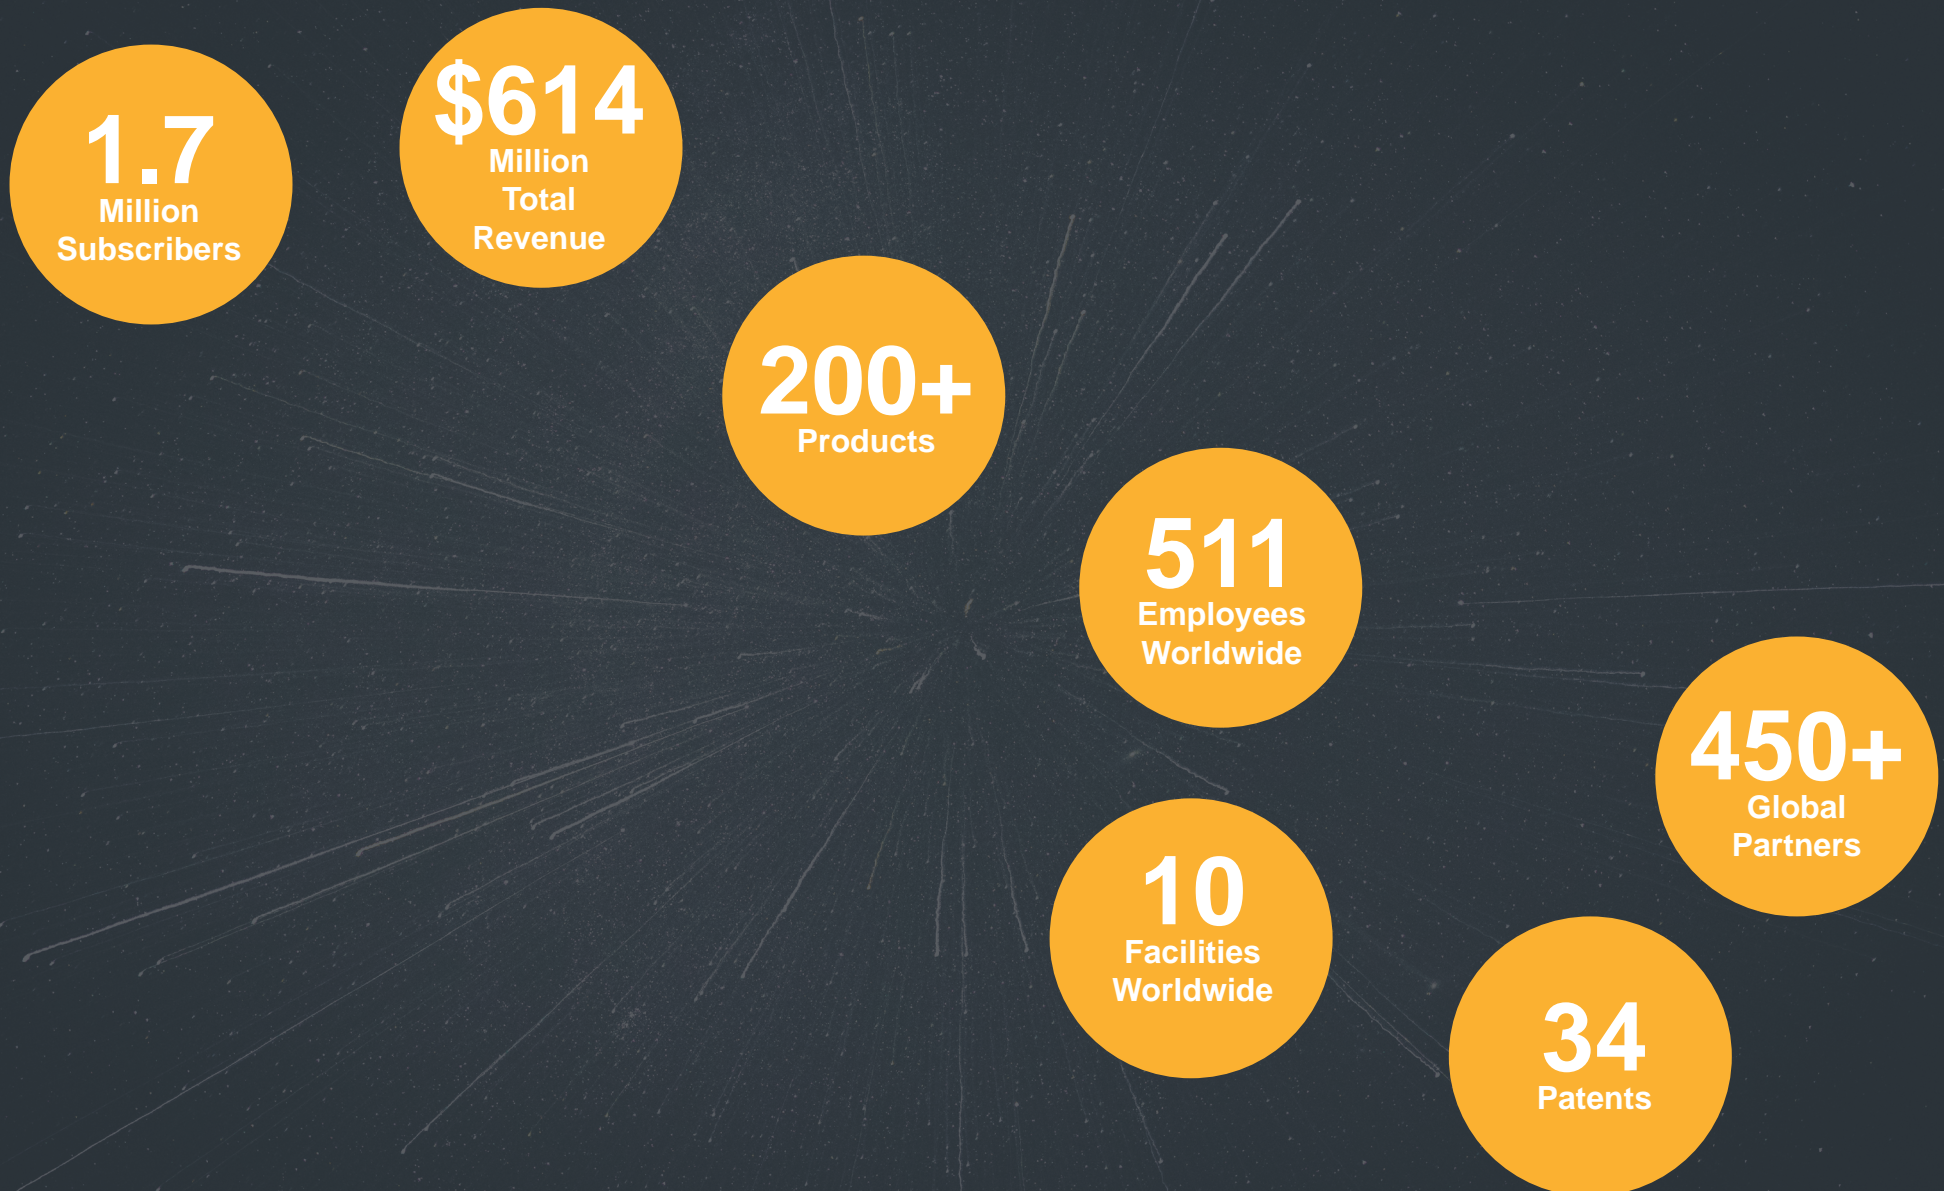 1.7
Million
Subscribers
$614
Million
Total
Revenue
200+
Products
511
Employees
Worldwide
450+
Global
Partners
10
Facilities
Worldwide
34
Patents